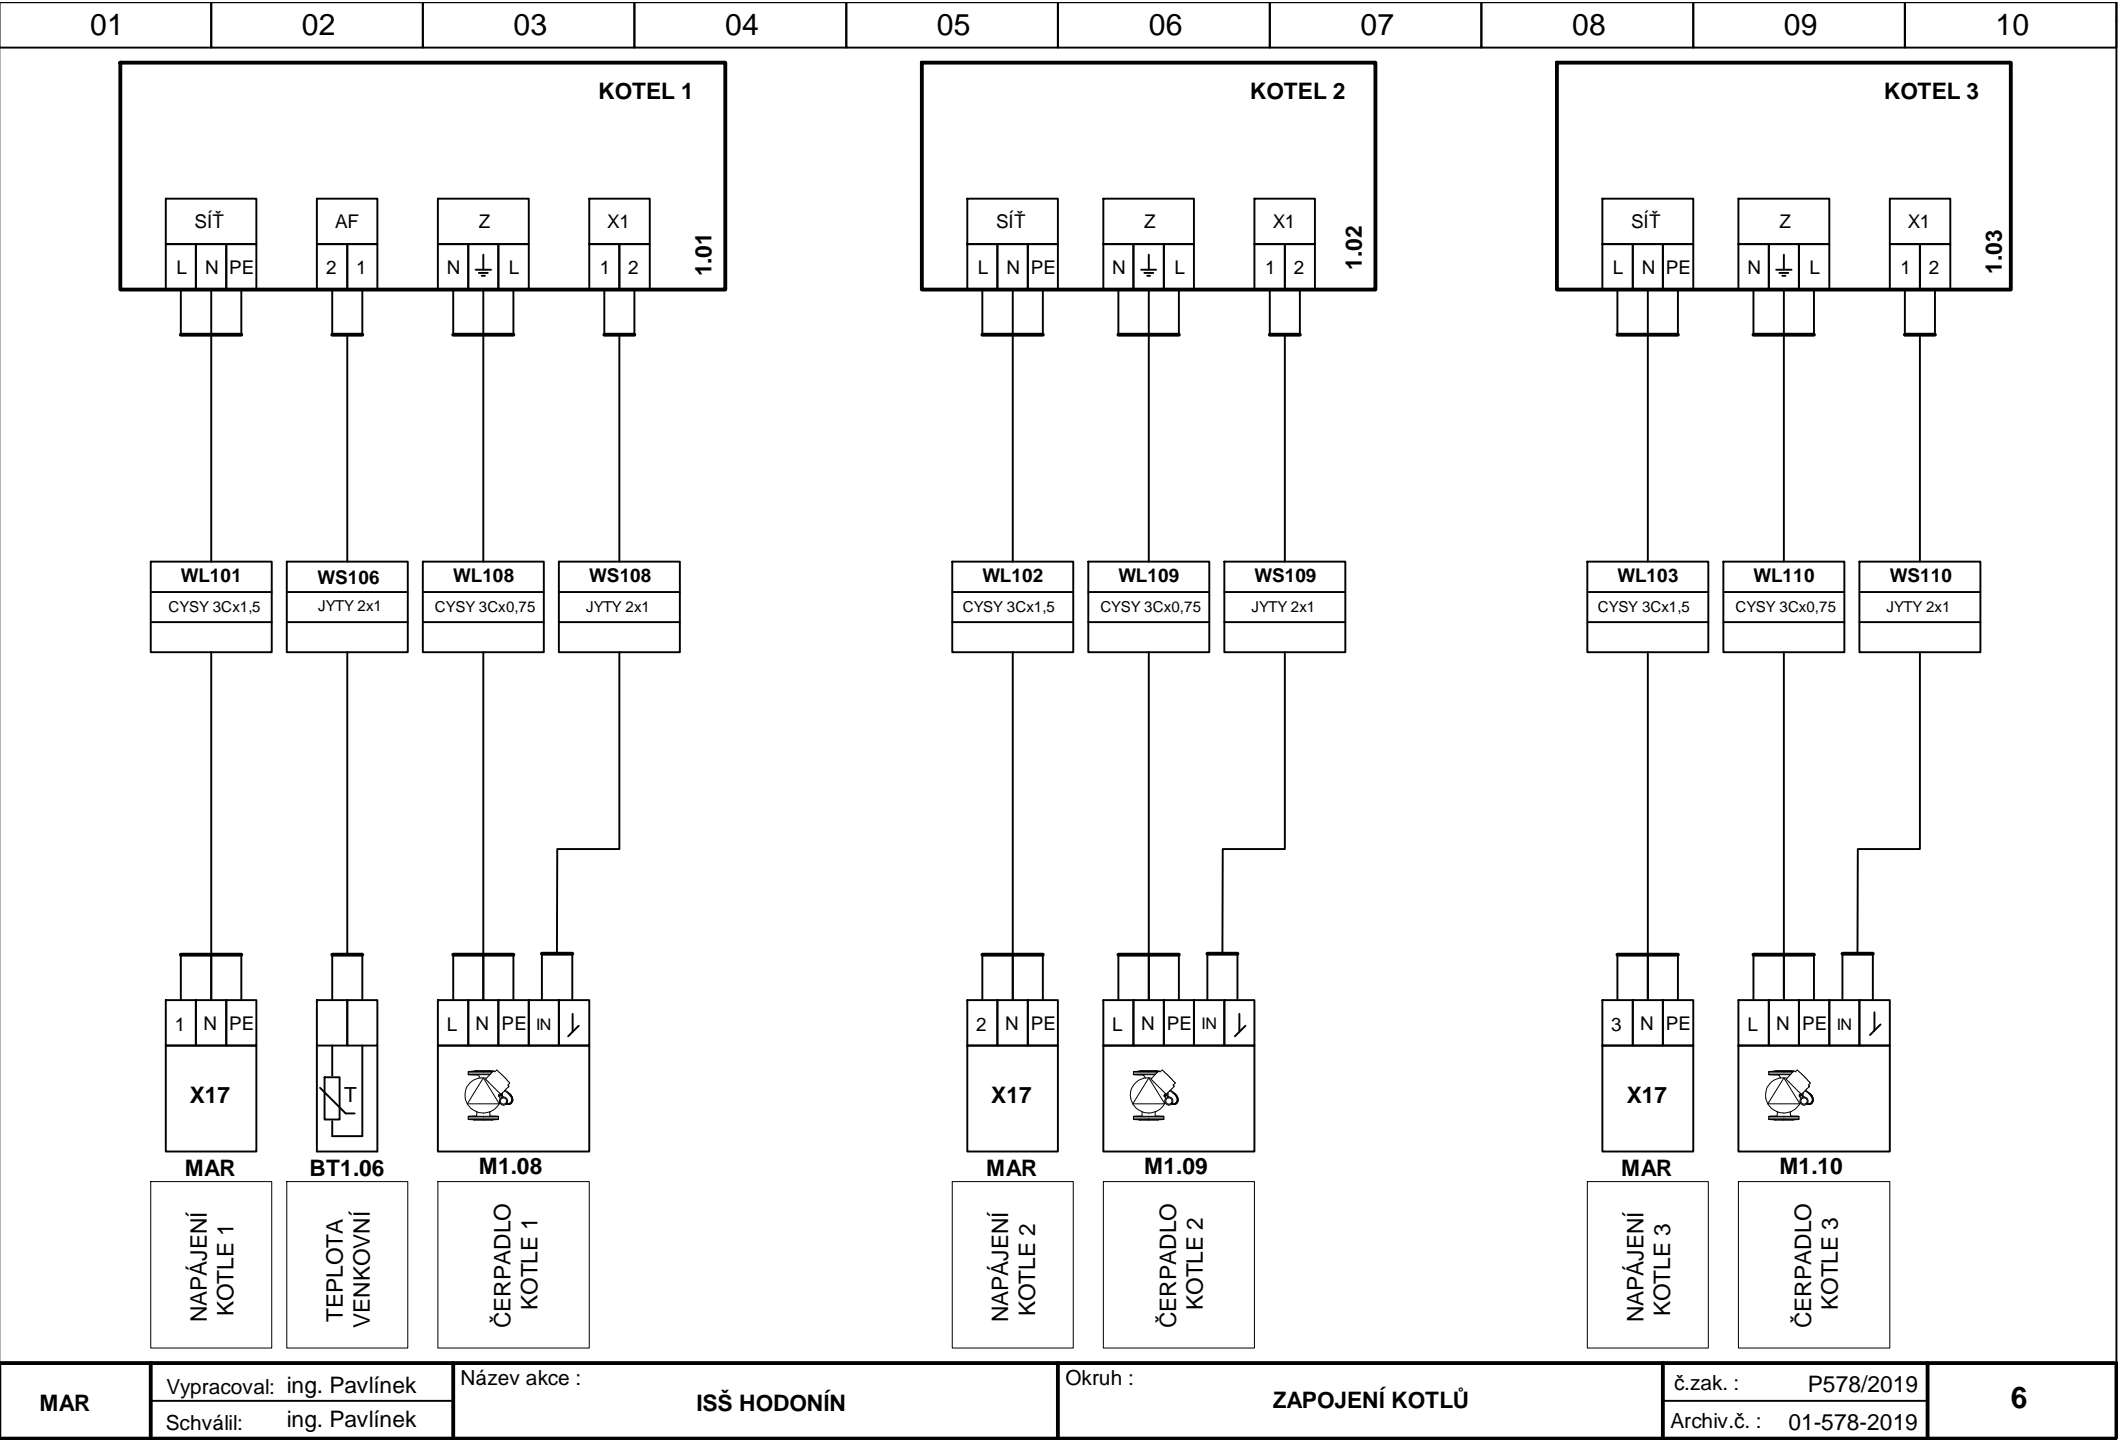 01 02 03 04 05 06 07 08 09 10
KOTEL 1 KOTEL 2 KOTEL 3
SÍŤ AF Z X1 SÍŤ Z X1 SÍŤ Z X1
1.01 1.02 1.03
L N PE 2 1 N L 1 2 L N PE N L 1 2 L N PE N L 1 2
WL101 WS106 WL108 WS108 WL102 WL109 WS109 WL103 WL110 WS110
CYSY 3Cx1,5 JYTY 2x1 CYSY 3Cx0,75 JYTY 2x1 CYSY 3Cx1,5 CYSY 3Cx0,75 JYTY 2x1 CYSY 3Cx1,5 CYSY 3Cx0,75 JYTY 2x1
1 N PE L N PE IN 2 N PE L N PE IN 3 N PE L N PE IN
X17 T X17 X17
MAR BT1.06 M1.08 MAR M1.09 MAR M1.10
NAPÁJENÍ
KOTLE 1
TEPLOTA
VENKOVNÍ
ČERPADLO
KOTLE 1
NAPÁJENÍ
KOTLE 2
ČERPADLO
KOTLE 2
NAPÁJENÍ
KOTLE 3
ČERPADLO
KOTLE 3
MAR
Vypracoval: ing. Pavlínek
Schválil: ing. Pavlínek
Název akce :
ISŠ HODONÍN
Okruh :
ZAPOJENÍ KOTLŮ
č.zak. : P578/2019
Archiv.č. : 01-578-2019
6